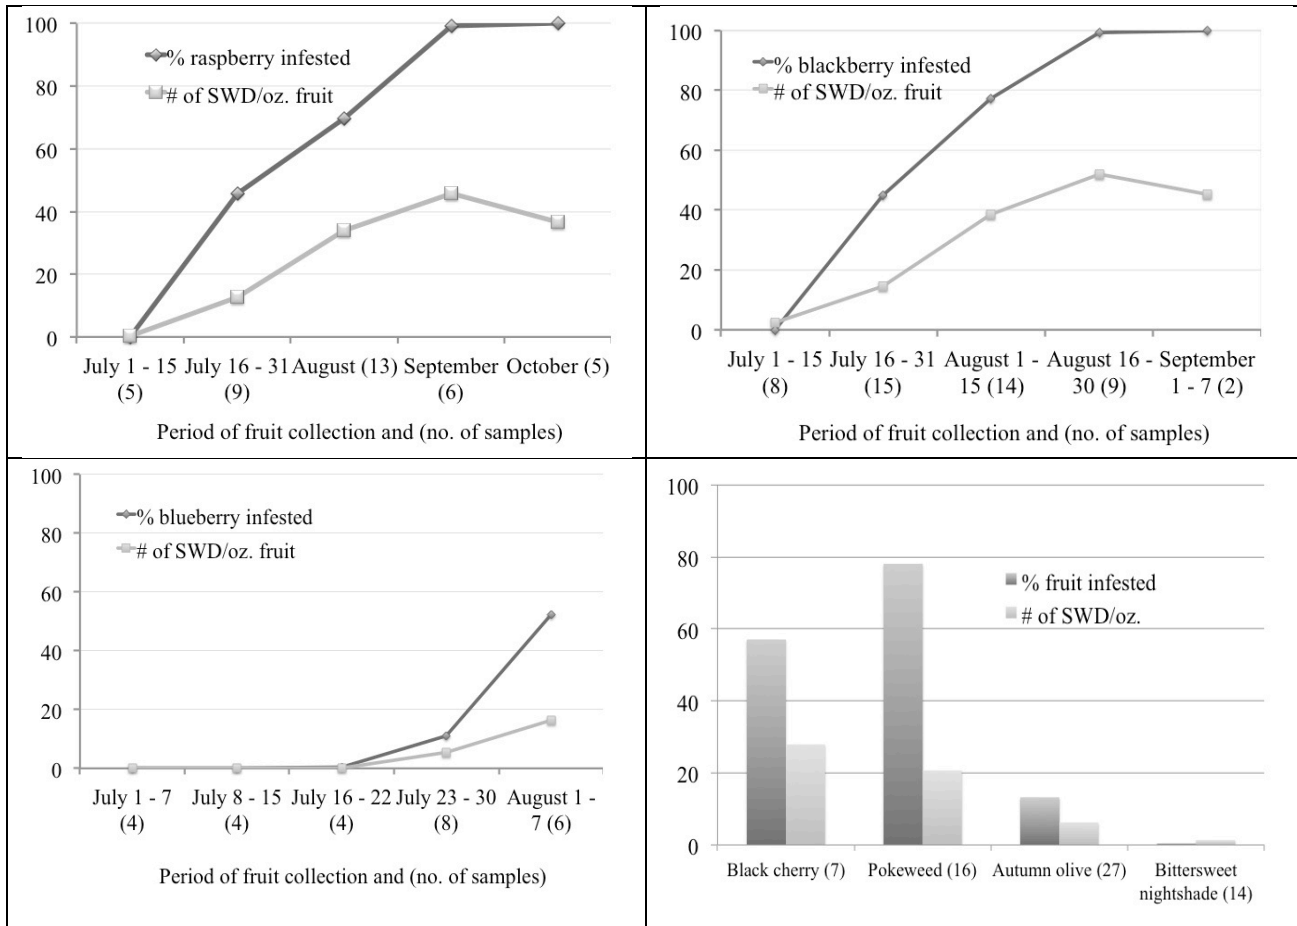 100
80
60
40
20
0
% raspberry infested
# of SWD/oz. fruit
July 1 - 15 July 16 - 31 August (13) September October (5)
(5) (9) (6)
Period of fruit collection and (no. of samples)
100
80
60
40
20
0
% blackberry infested
# of SWD/oz. fruit
July 1 - 15 July 16 - 31 August 1 - August 16 - September
(8) (15) 15 (14) 30 (9) 1 - 7 (2)
Period of fruit collection and (no. of samples)
100
80
60
40
20
0
% blueberry infested
# of SWD/oz. fruit
July 1 - 7 July 8 - 15 July 16 - 22 July 23 - 30 August 1 -
(4) (4) (4) (8) 7 (6)
Period of fruit collection and (no. of samples)
100
80
60
40
20
0
% fruit infested
# of SWD/oz.
Black cherry (7) Pokeweed (16) Autumn olive (27) Bittersweet
nightshade (14)